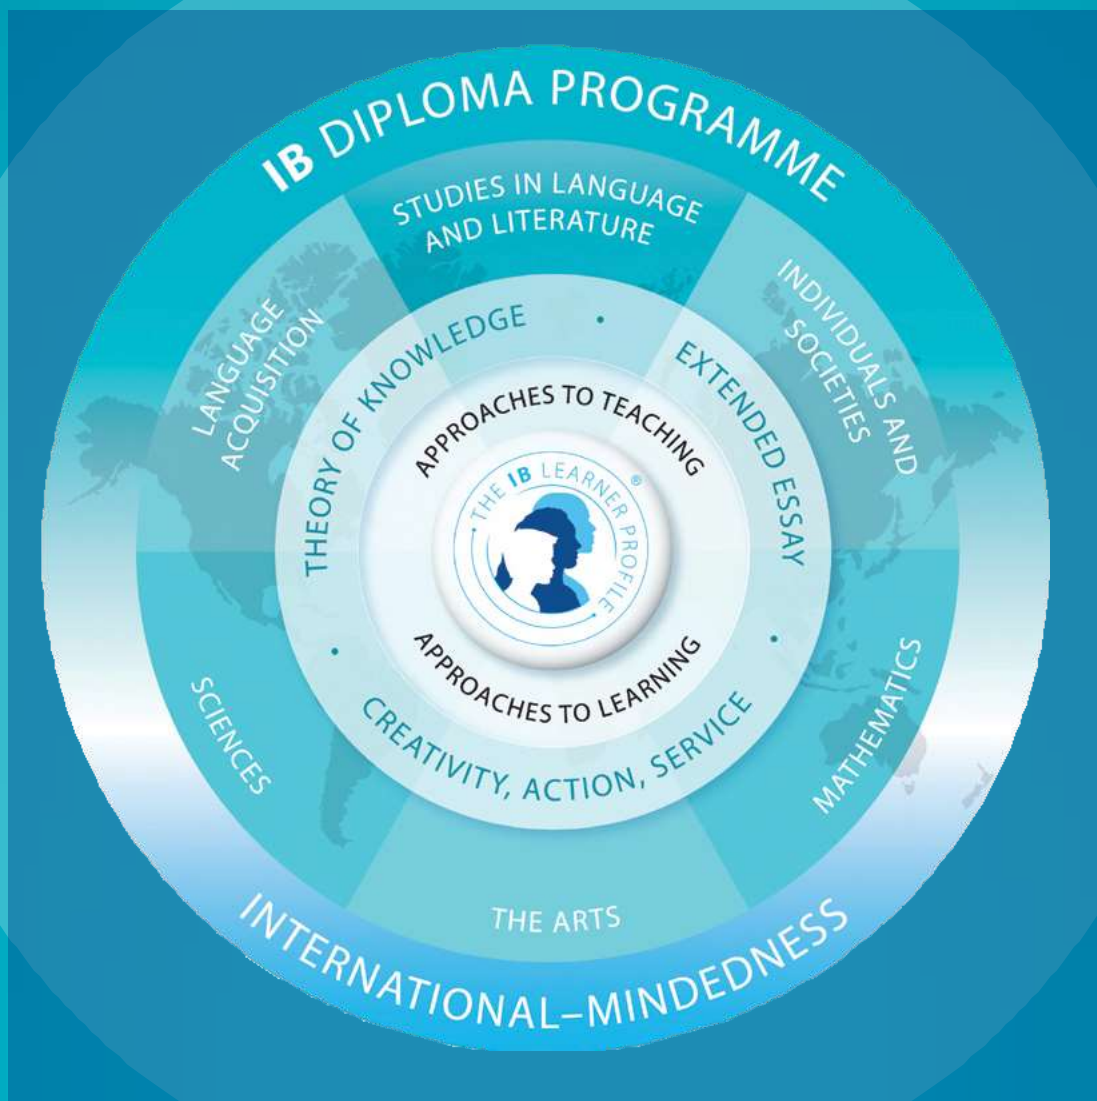 IB DIPLOMA PROGRAMME
STUDIES IN LANGUAGE
AND LITERATURE
LANGUAGE
ACQUISITION
INDIVIDUALS AND
SOCIETIES
THEORY OF KNOWLEDGE •
EXTENDED ESSAY •
APPROACHES TO TEACHING
THE IB LEARNER PROFILE ®
APPROACHES TO LEARNING
CREATIVITY, ACTION, SERVICE •
SCIENCES
MATHEMATICS
THE ARTS
INTERNATIONAL–MINDEDNESS